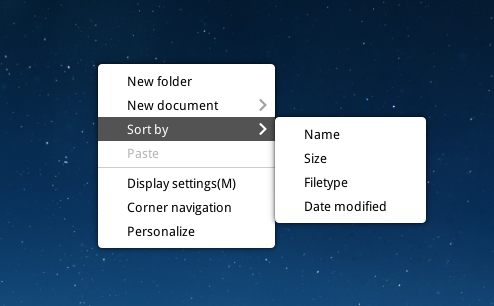 New folder
New document
Sort by
Paste
Display settings(M)
Corner navigation
Personalize
Name
Size
Filetype
Date modified